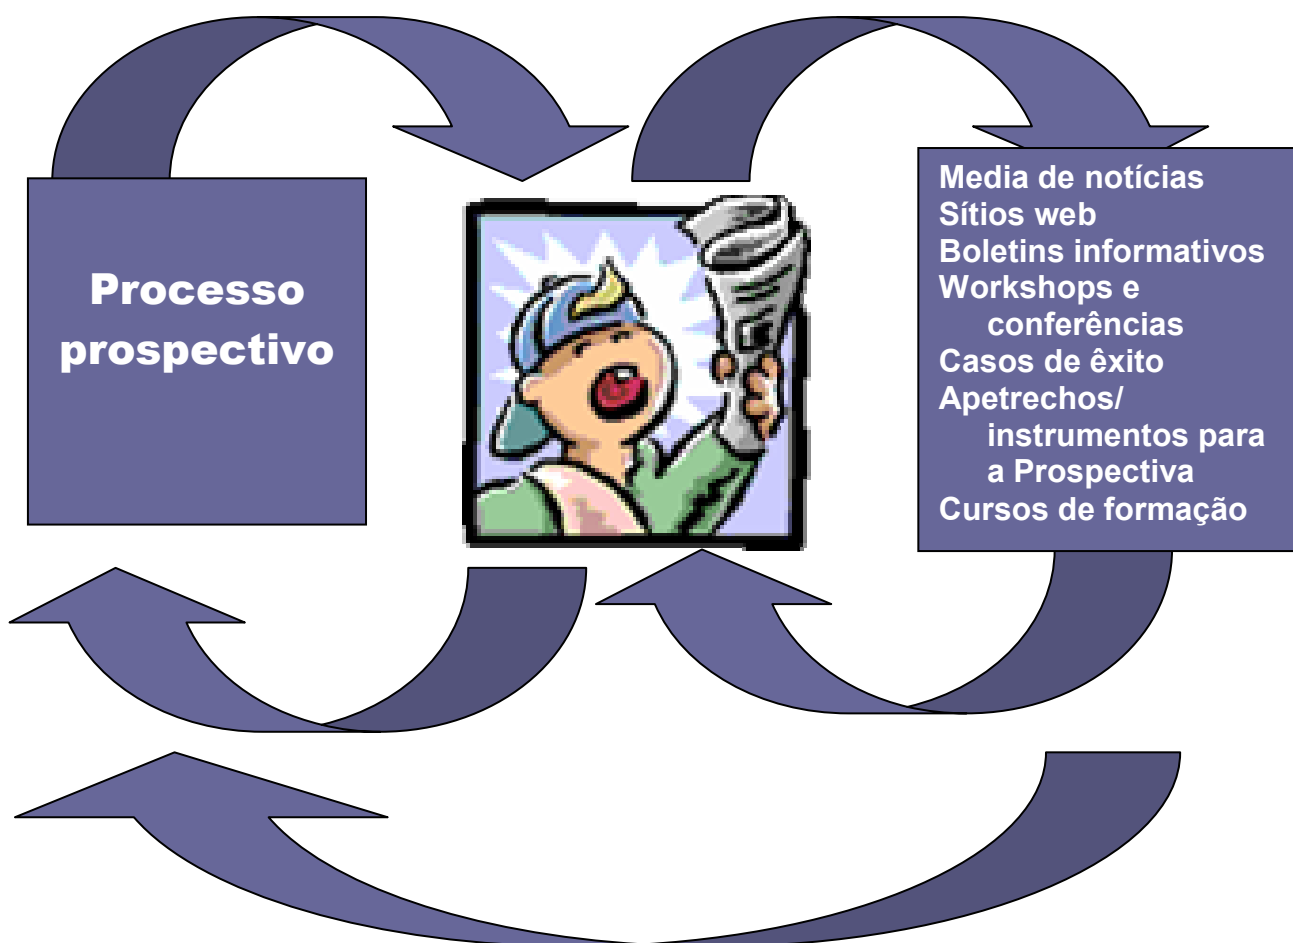 Processo
prospectivo
Media de notícias
Sítios web
Boletins informativos
Workshops e
conferências
Casos de êxito
Apetrechos/
instrumentos para
a Prospectiva
Cursos de formação